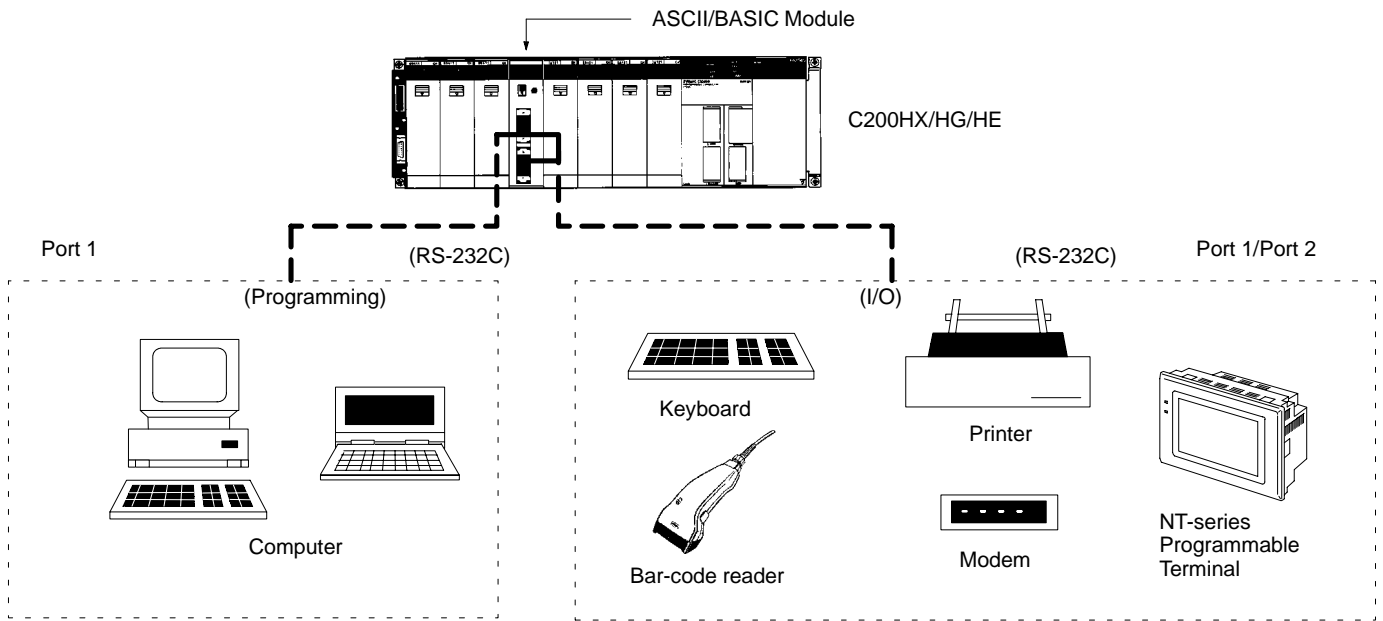 ASCII/BASIC Module
C200HX/HG/HE
Port 1
(RS-232C)
(RS-232C)
Port 1/Port 2
(Programming)
(I/O)
Keyboard
Printer
Computer
Bar-code reader
Modem
NT-series
Programmable
Terminal